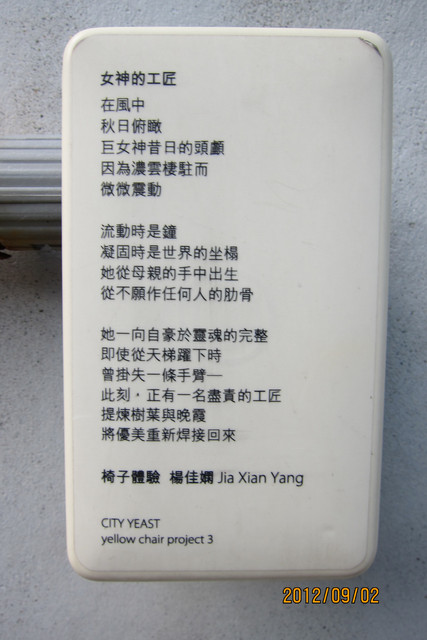 女神的工匠
在風中
秋日俯瞰
巨女神昔日的頭顱
因為濃雲棲駐而
微微震動
流動時是鐘
凝固時是世界的坐榻
她從母親的手中出生
從不願作任何人的肋骨
她一向自豪於靈魂的完整
即使從天梯躍下時
曾掛失一條手臂—
此刻，正有一名盡責的工匠
提煉樹葉與晚霞
將優美重新焊接回來
椅子體驗 楊佳嫻 Jia Xian Yang
CITY YEAST
yellow chair project 3
2012/09/02